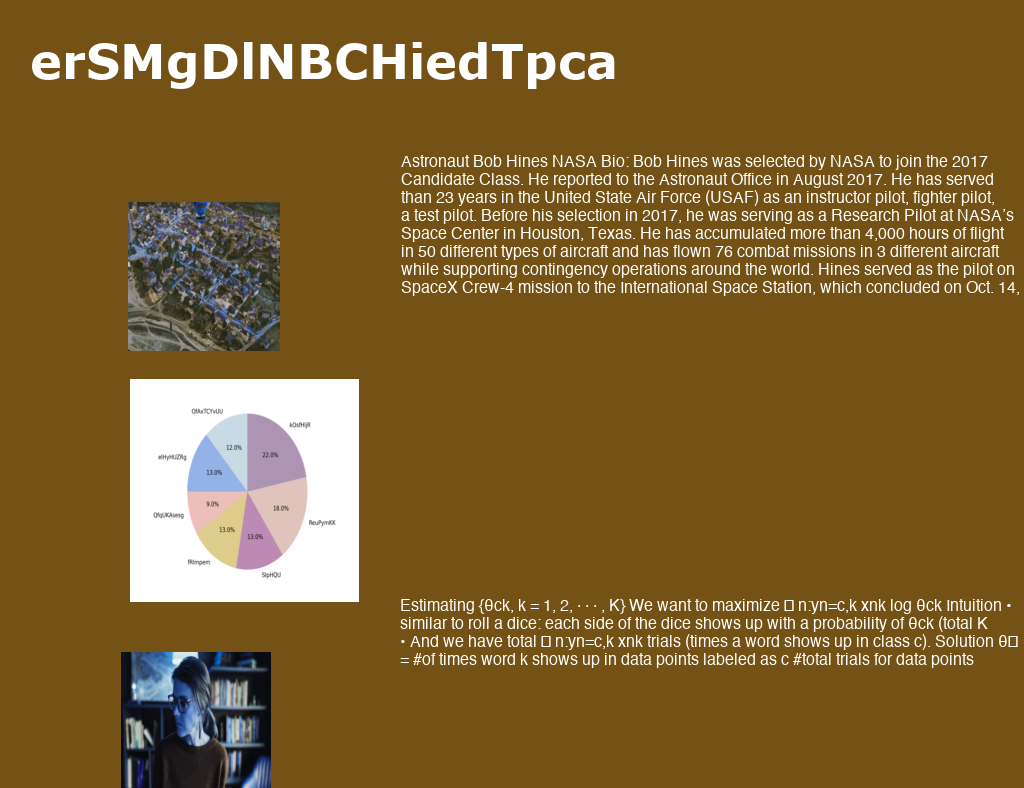 erSMgDlNBCHiedTpca
Astronaut Bob Hines NASA Bio: Bob Hines was selected by NASA to join the 2017
Candidate Class. He reported to the Astronaut Office in August 2017. He has served
than 23 years in the United State Air Force (USAF) as an instructor pilot, fighter pilot,
a test pilot. Before his selection in 2017, he was serving as a Research Pilot at NASA’s
Space Center in Houston, Texas. He has accumulated more than 4,000 hours of flight
in 50 different types of aircraft and has flown 76 combat missions in 3 different aircraft
while supporting contingency operations around the world. Hines served as the pilot on
SpaceX Crew-4 mission to the International Space Station, which concluded on Oct. 14,
OfAxTCYvUU
kOsfHijR
12.0%
22.0%
elHyHUZRg
13.0%
9.0%
18.0%
QfqUKAsesg
ReuPymKK
13.0%
13.0%
fRImpem
SlpHQU
Estimating {θck, k = 1, 2, · · · , K} We want to maximize □ n:yn=c,k xnk log θck Intuition •
similar to roll a dice: each side of the dice shows up with a probability of θck (total K
• And we have total □ n:yn=c,k xnk trials (times a word shows up in class c). Solution θ□
= #of times word k shows up in data points labeled as c #total trials for data points